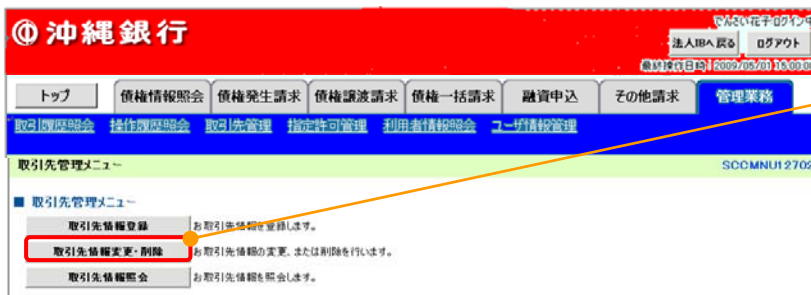 沖縄銀行
でんさい花子ログイン中
法人IBへ戻る ログアウト
最終操作日時 2009/05/01 15:00:00
トップ 債権情報照会 債権発生請求 債権譲渡請求 債権一括請求 融資申込 その他請求 管理業務
取引履歴照会 操作履歴照会 取引先管理 指定許可管理 利用者情報照会 ユーザ情報管理
取引先管理メニュー SCCMNU12702
■ 取引先管理メニュー
取引先情報登録 お取引先情報を登録します。
取引先情報変更・削除 お取引先情報の変更、または削除を行います。
取引先情報照会 お取引先情報を照会します。